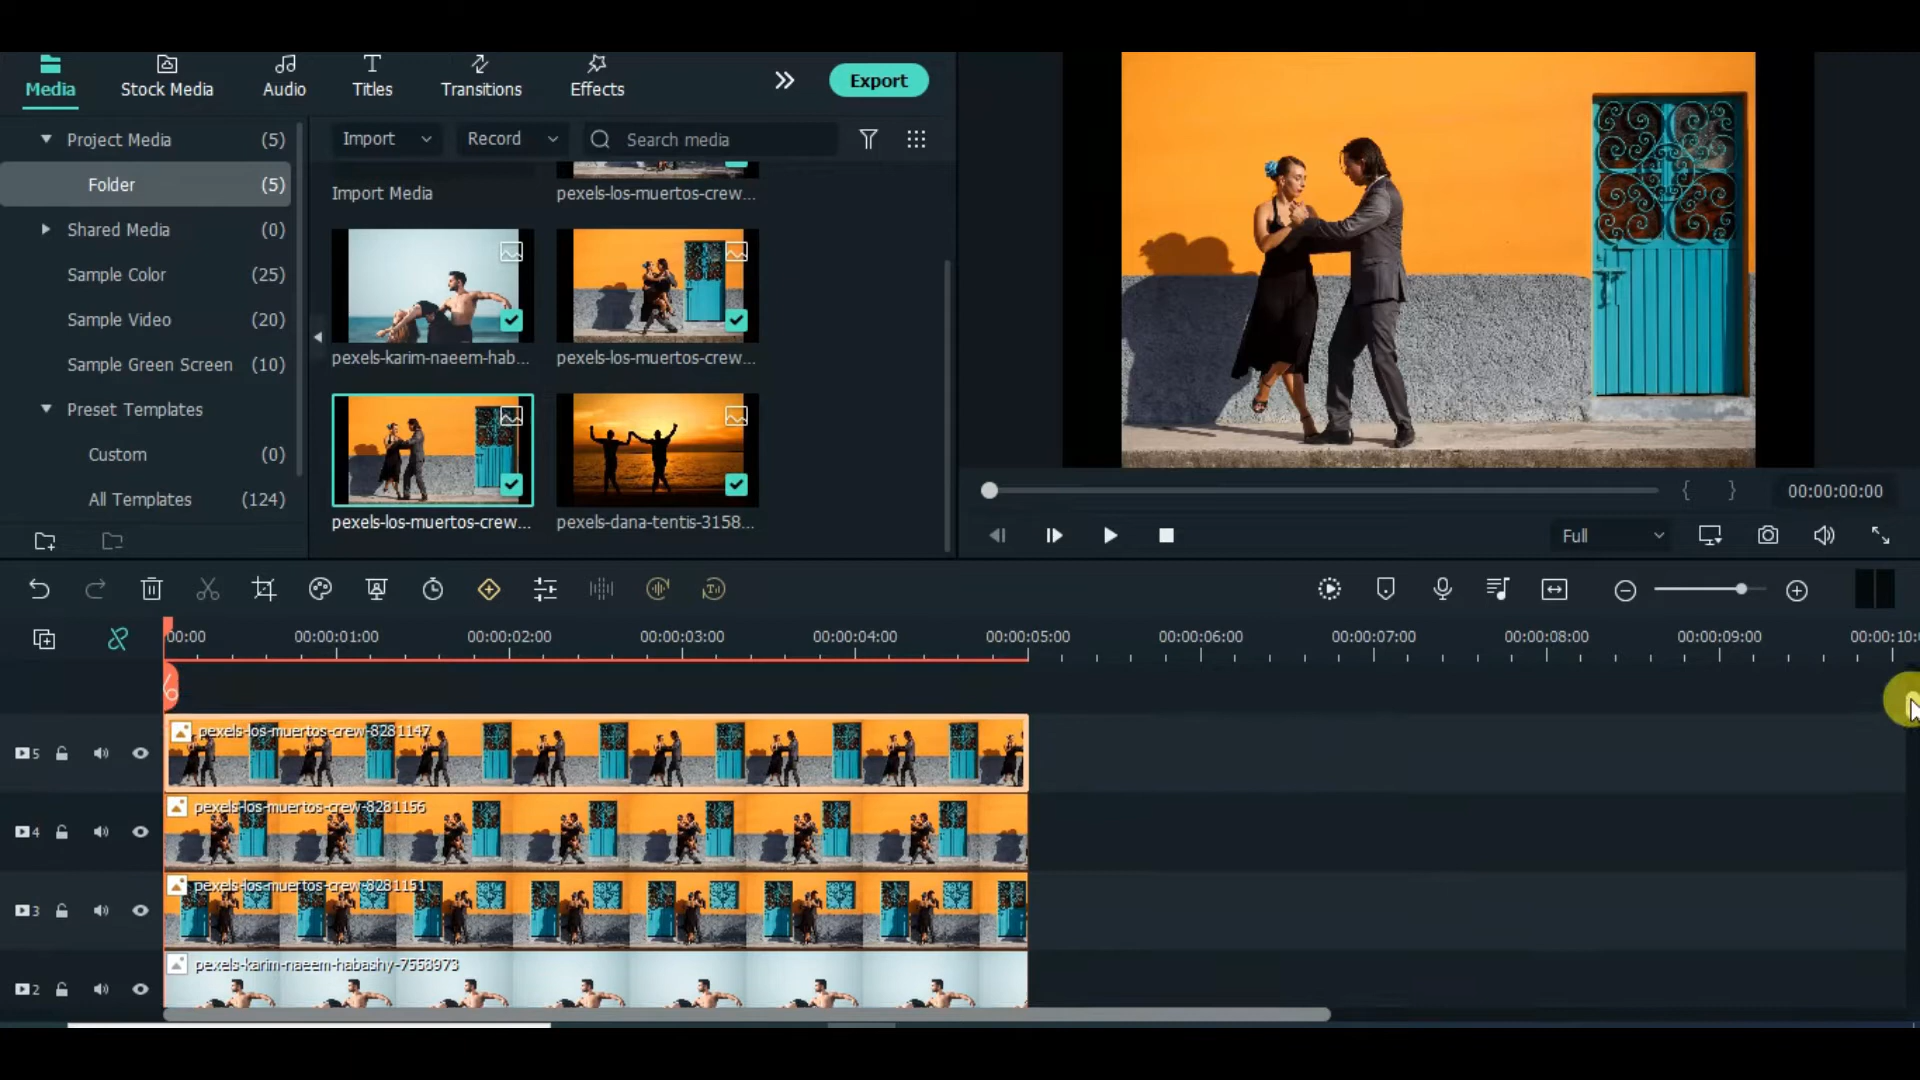 Media
Stock Media
Audio
Titles
Transitions
Effects
Export
Project Media (5)
Folder (5)
Shared Media (0)
Sample Color (25)
Sample Video (20)
Sample Green Screen (10)
Preset Templates
Custom (0)
All Templates (124)
Import
Record
Search media
Import Media
pexels-los-muertos-crew...
pexels-karim-naeem-hab...
pexels-los-muertos-crew...
pexels-los-muertos-crew...
pexels-dana-tentis-3158...
{ } 00:00:00:00
Full
00:00 00:00:01:00 00:00:02:00 00:00:03:00 00:00:04:00 00:00:05:00 00:00:06:00 00:00:07:00 00:00:08:00 00:00:09:00 00:00:10:0
5
pexels-los-muertos-crew-8281147
4
pexels-los-muertos-crew-8281156
3
pexels-los-muertos-crew-8281151
2
pexels-karim-naeem-habashy-7558973